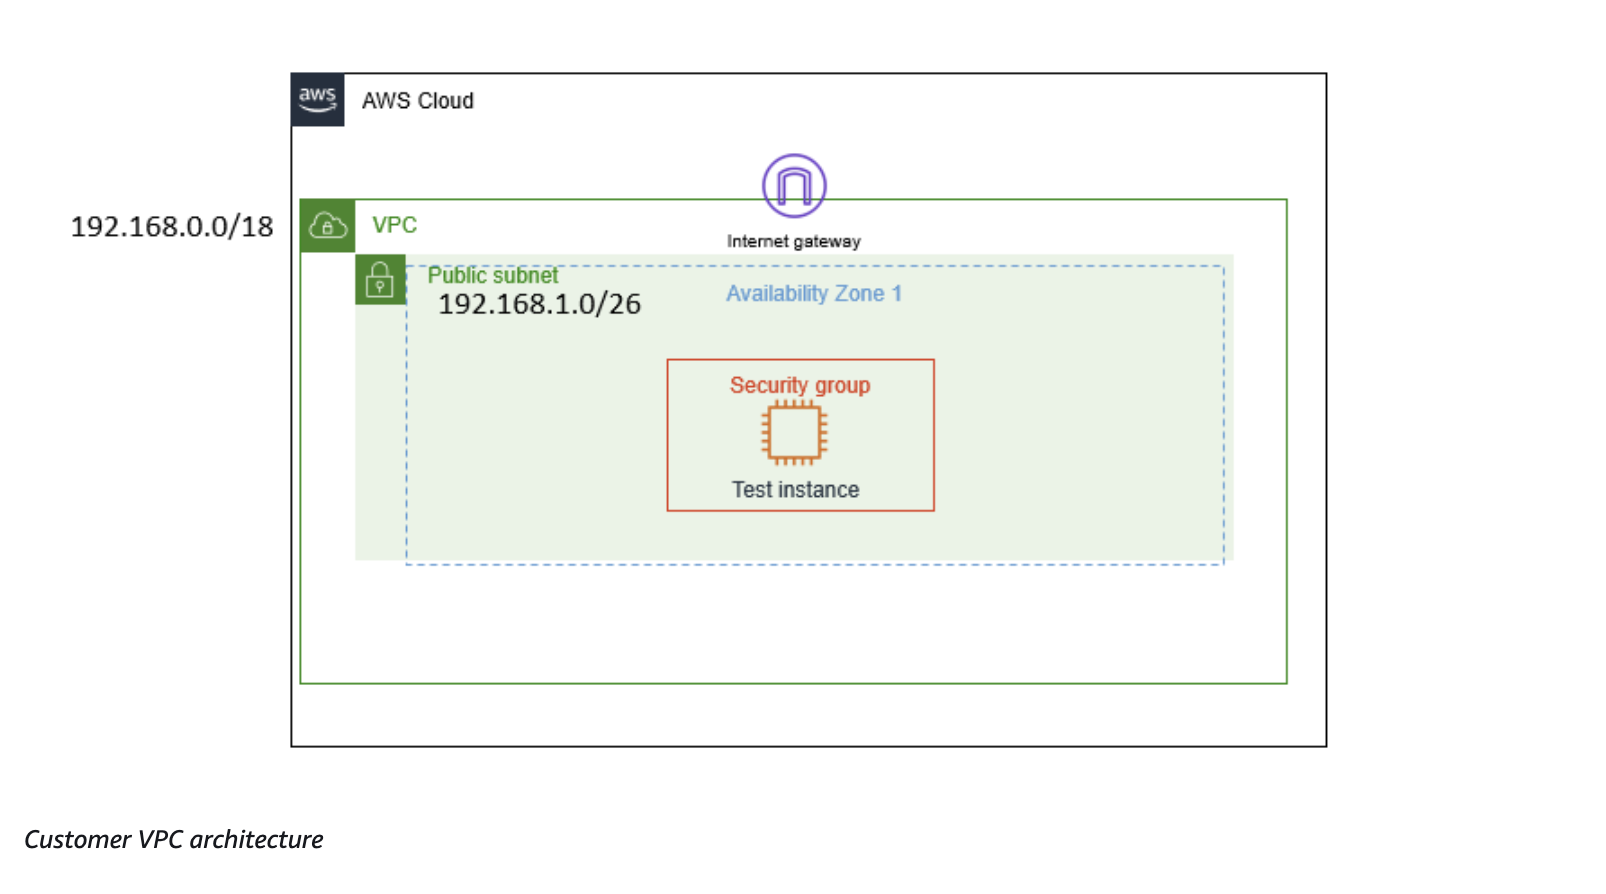 aws
AWS Cloud
192.168.0.0/18
VPC
Internet gateway
Public subnet
192.168.1.0/26
Availability Zone 1
Security group
Test instance
Customer VPC architecture